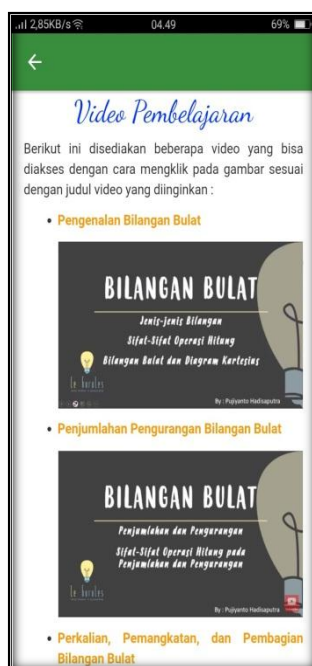 2,85KB/s 04.49 69%
Video Pembelajaran
Berikut ini disediakan beberapa video yang bisa
diakses dengan cara mengklik pada gambar sesuai
dengan judul video yang diinginkan :
• Pengenalan Bilangan Bulat
BILANGAN BULAT
Jenis-jenis Bilangan
Sifat-Sifat Operasi Hitung
Bilangan Bulat dan Diagram Kartesius
By : Pujiyanto Hadisaputra
• Penjumlahan Pengurangan Bilangan Bulat
BILANGAN BULAT
Penjumlahan dan Pengurangan
Sifat-Sifat Operasi Hitung pada
Penjumlahan dan Pengurangan
By : Pujiyanto Hadisaputra
• Perkalian, Pemangkatan, dan Pembagian
Bilangan Bulat